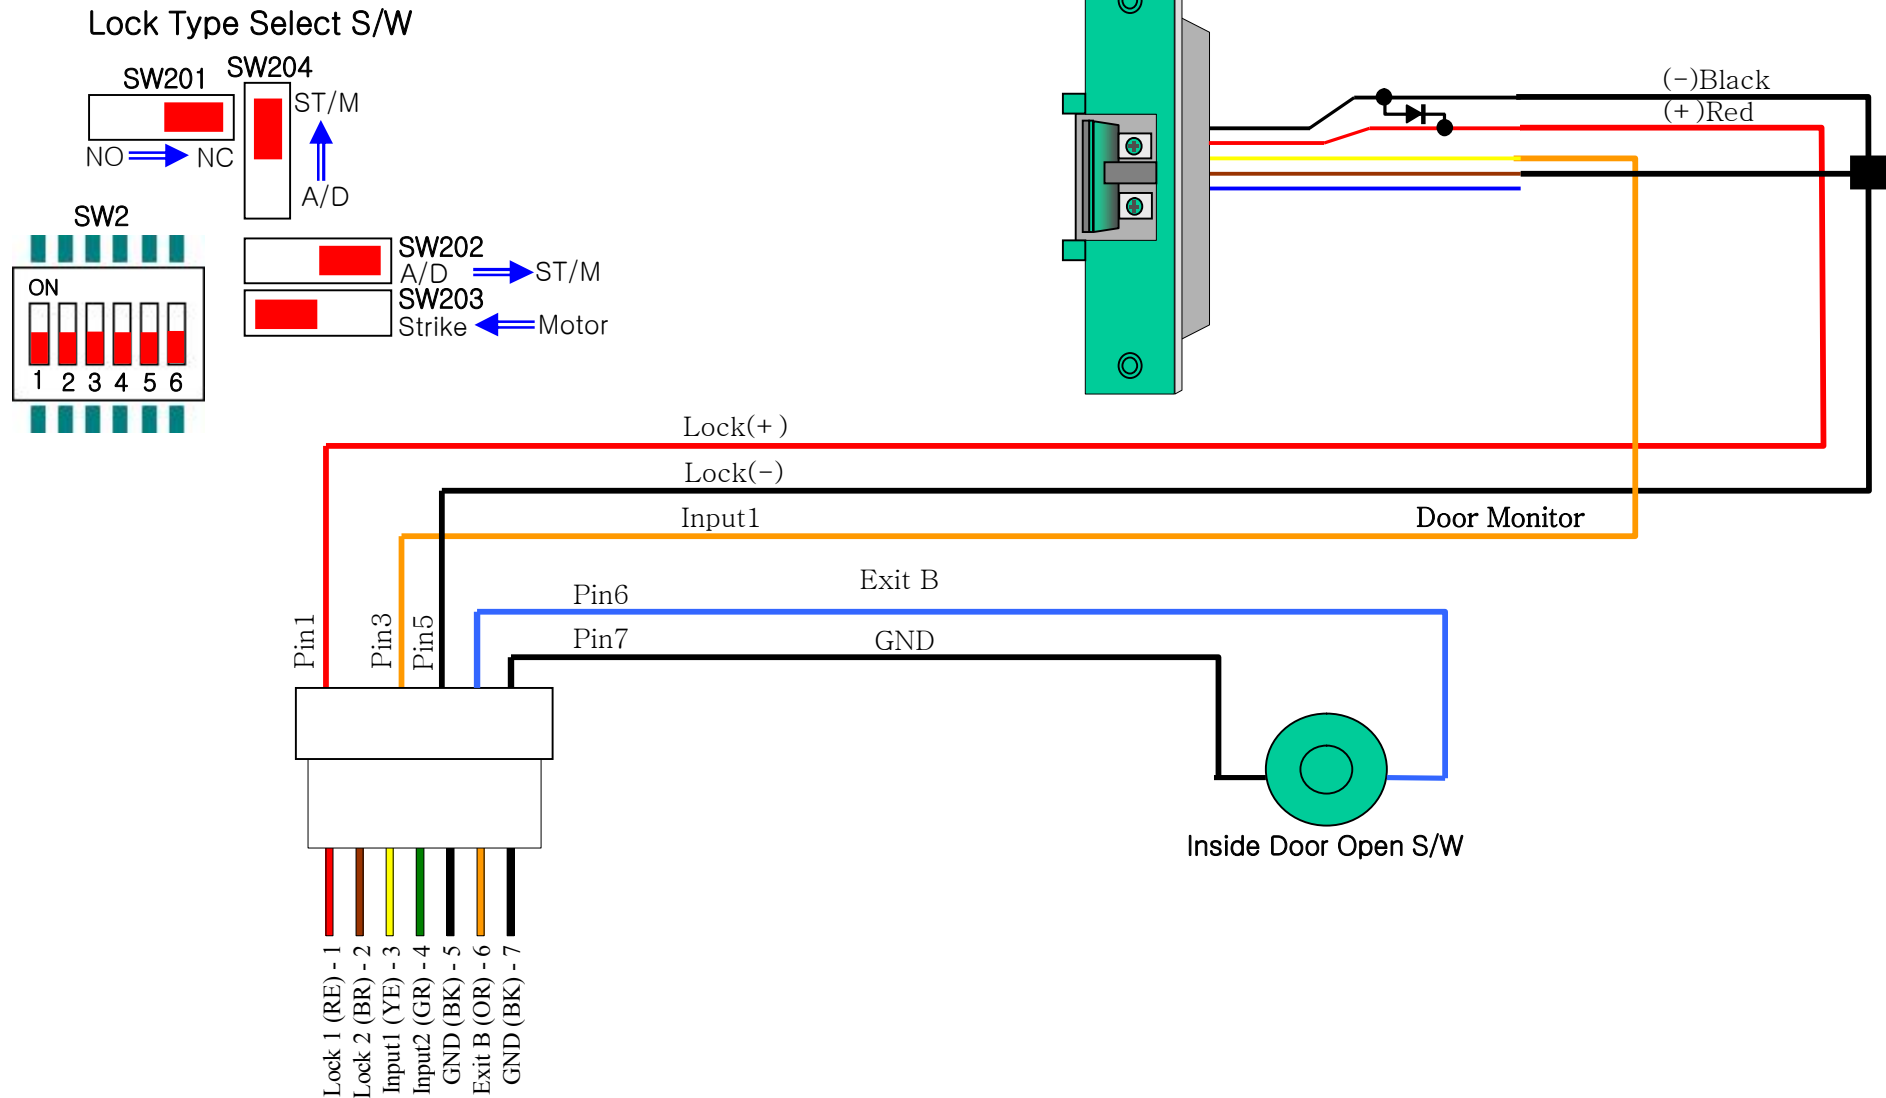 Lock Type Select S/W
SW201
SW204
ST/M
NO
NC
A/D
SW2
ON
1 2 3 4 5 6
SW202
A/D
ST/M
SW203
Strike
Motor
(-)Black
(+)Red
Lock(+)
Lock(-)
Input1
Door Monitor
Exit B
Pin6
Pin7
GND
Pin1
Pin3
Pin5
Inside Door Open S/W
Lock 1 (RE) - 1
Lock 2 (BR) - 2
Input1 (YE) - 3
Input2 (GR) - 4
GND (BK) - 5
Exit B (OR) - 6
GND (BK) - 7